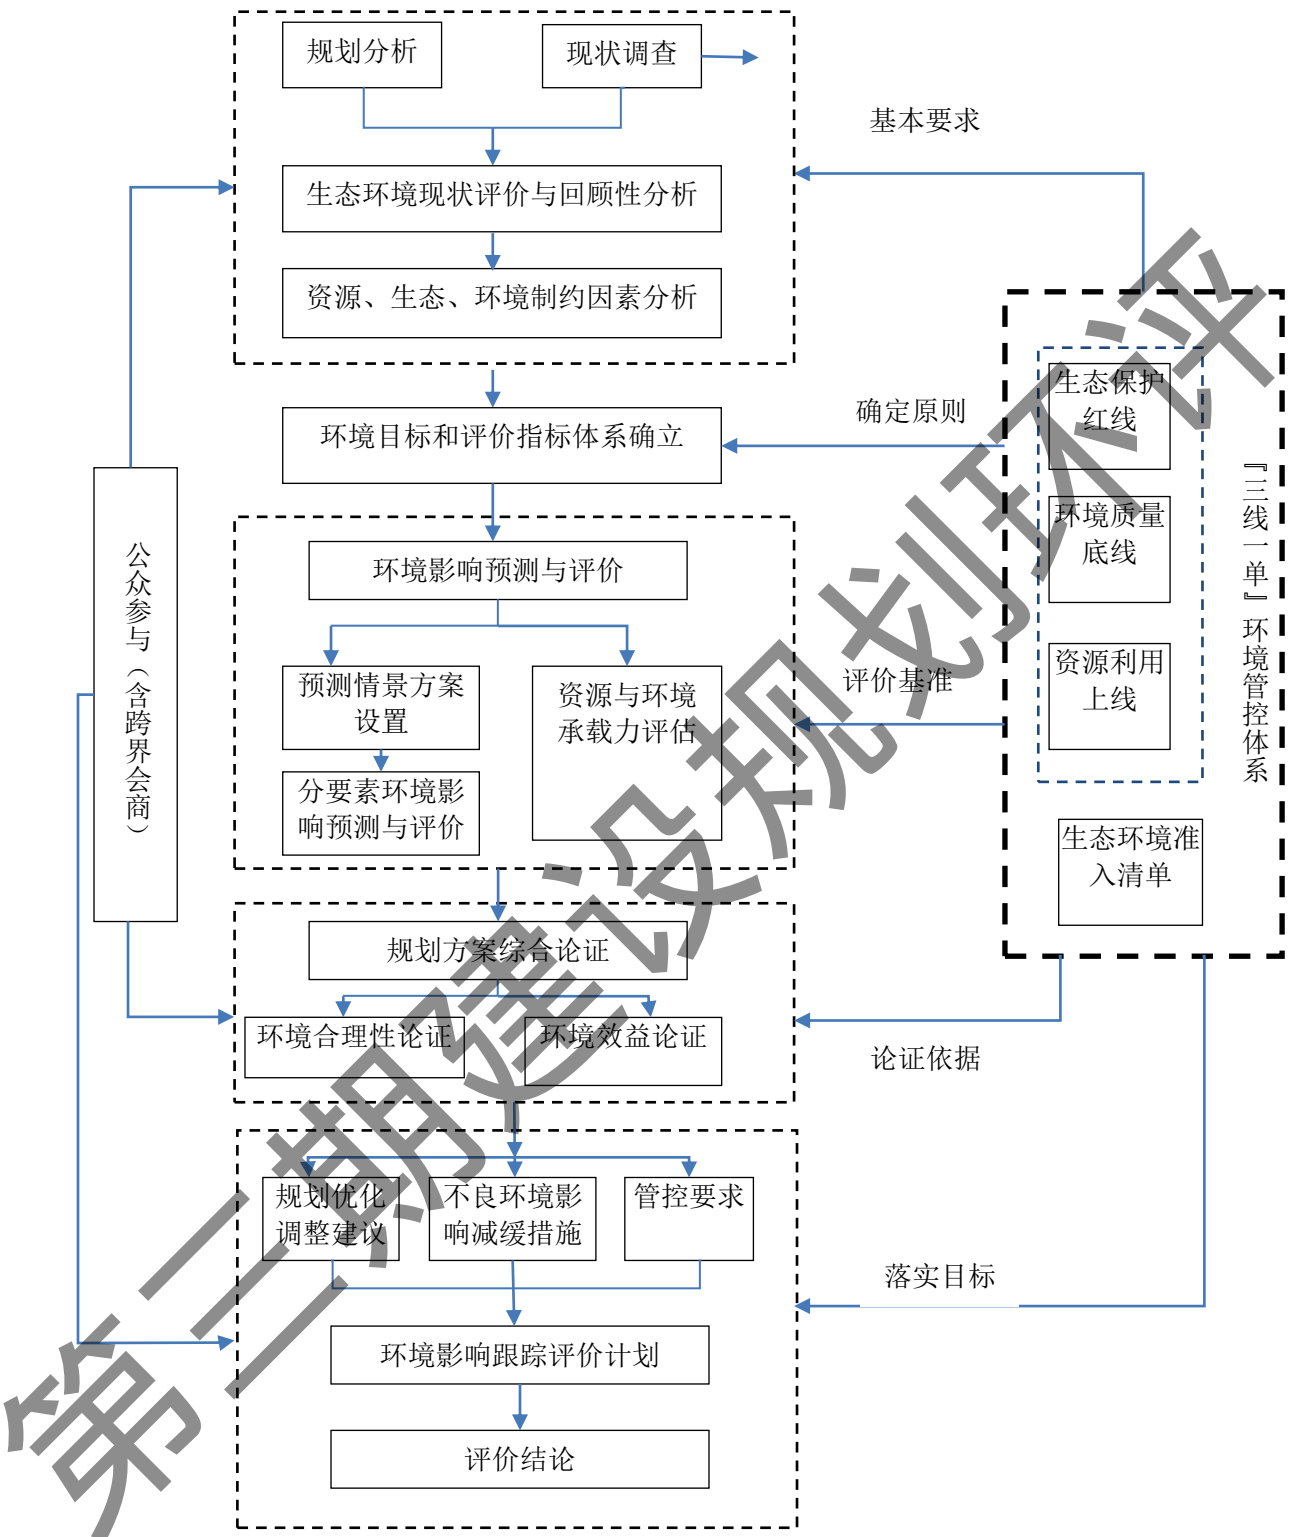 规划分析
现状调查
基本要求
生态环境现状评价与回顾性分析
资源、生态、环境制约因素分析
确定原则
环境目标和评价指标体系确立
生态保护
红线
环境质量
底线
资源利用
上线
生态环境准
入清单
『三线一单』环境管控体系
公众参与（含跨界会商）
环境影响预测与评价
预测情景方案
设置
资源与环境
承载力评估
评价基准
分要素环境影
响预测与评价
规划方案综合论证
环境合理性论证
环境效益论证
论证依据
规划优化
调整建议
不良环境影
响减缓措施
管控要求
落实目标
环境影响跟踪评价计划
评价结论
第三期建设规划环评